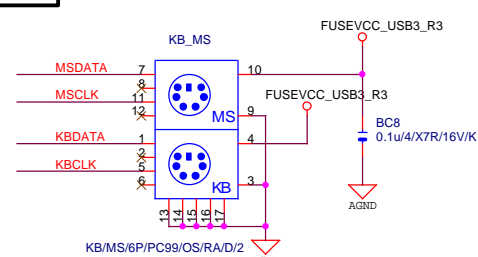 FUSEVCC_USB3_R3
KB_MS
MSDATA 7 10
8
MSCLK 11
12 MS 9
FUSEVCC_USB3_R3
KBDATA 1 4
2
KBCLK 5
6 KB 3
BC8
0.1u/4/X7R/16V/K
AGND
13 14 15 16 17
KB/MS/6P/PC99/OS/RA/D/2